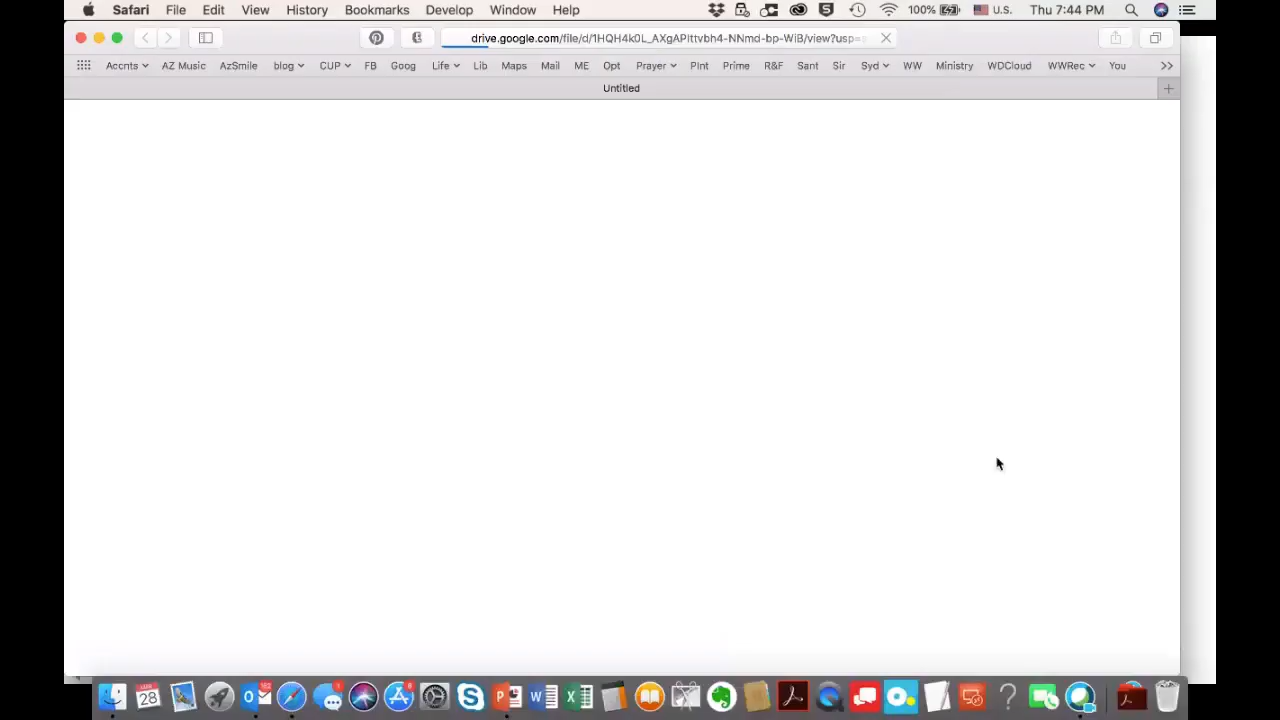 Safari File Edit View History Bookmarks Develop Window Help 100% U.S. Thu 7:44 PM
drive.google.com/file/d/1HQH4k0L_AXgAPIttvbh4-NNmd-bp-WiB/view?usp=
Accnts AZ Music AzSmile blog CUP FB Goog Life Lib Maps Mail ME Opt Prayer PInt Prime R&F Sant Sir Syd WW Ministry WDCloud WWRec You
Untitled
28